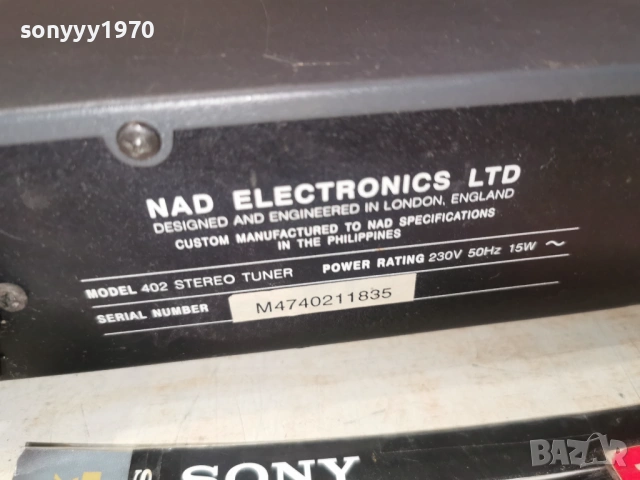 sonyyy1970
NAD ELECTRONICS LTD
DESIGNED AND ENGINEERED IN LONDON, ENGLAND
CUSTOM MANUFACTURED TO NAD SPECIFICATIONS
IN THE PHILIPPINES
MODEL 402 STEREO TUNER POWER RATING 230V 50Hz 15W ~
SERIAL NUMBER M4740211835
SONY
BAZAR